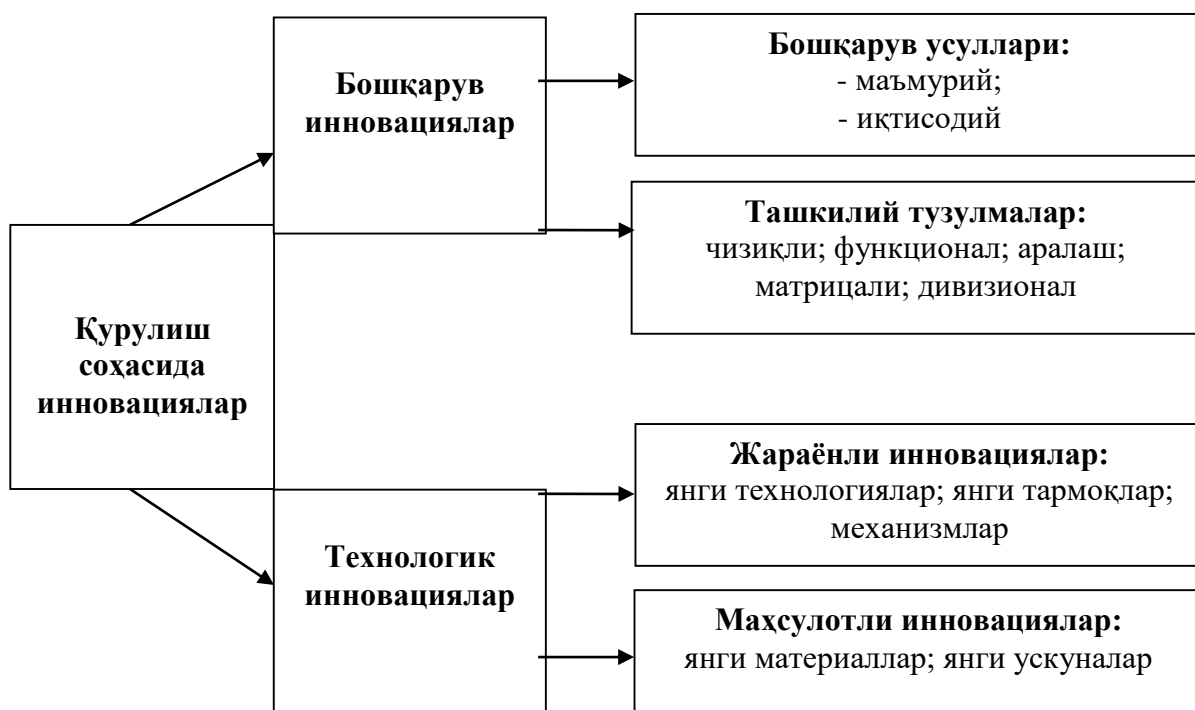 Қурулиш
соҳасида
инновациялар
Бошқарув
инновациялар
Бошқарув усуллари:
- маъмурий;
- иқтисодий
Ташкилий тузулмалар:
чизиқли; функционал; аралаш;
матрицали; дивизионал
Технологик
инновациялар
Жараёнли инновациялар:
янги технологиялар; янги тармоқлар;
механизмлар
Маҳсулотли инновациялар:
янги материаллар; янги ускуналар